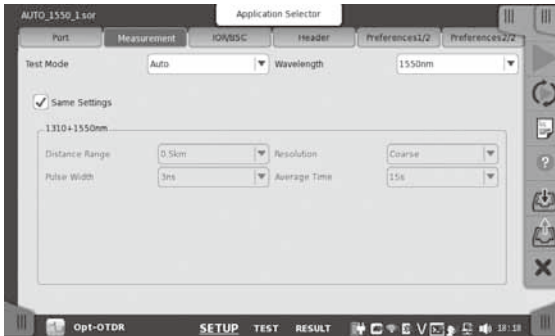 AUTO_1550_1.sor
Application Selector
Port Measurement IOR/BSC Header Preferences1/2 Preferences2/2
Test Mode Auto Wavelength 1550nm
Same Settings
1310+1550nm
Distance Range 0.5km Resolution Coarse
Pulse Width 3ns Average Time 15s
Opt-OTDR SETUP TEST RESULT 18:18